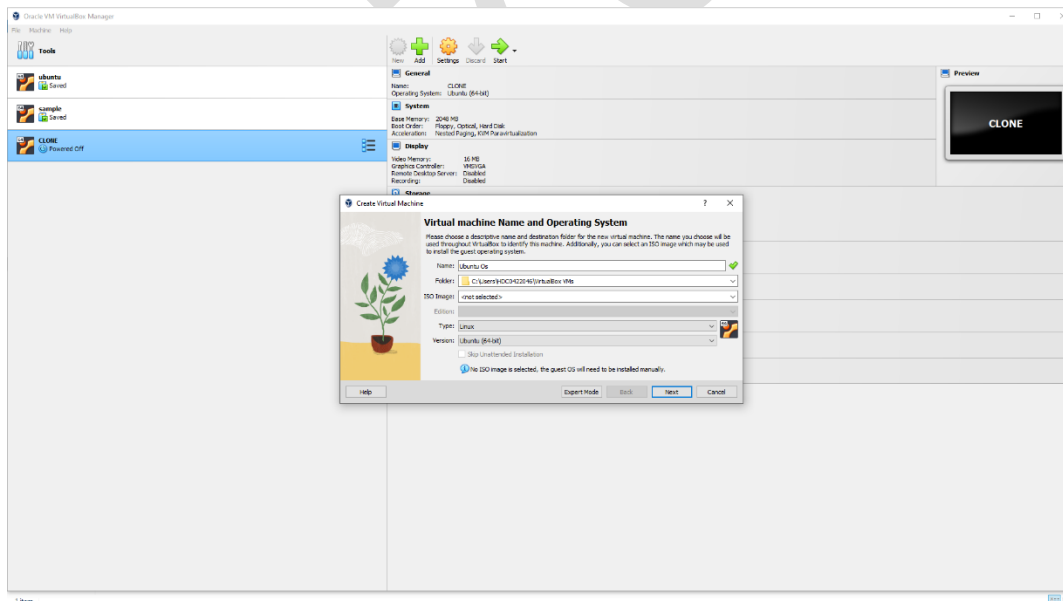 Oracle VM VirtualBox Manager
File Machine Help
Tools
New Add Settings Discard Start
ubuntu
Saved
sample
Saved
CLONE
Powered Off
General
Name: CLONE
Operating System: Ubuntu (64-bit)
System
Base Memory: 2048 MB
Boot Order: Floppy, Optical, Hard Disk
Acceleration: Nested Paging, KVM Paravirtualization
Display
Video Memory: 16 MB
Graphics Controller: VMSVGA
Remote Desktop Server: Disabled
Recording: Disabled
Storage
Preview
CLONE
Create Virtual Machine ? ×
Virtual machine Name and Operating System
Please choose a descriptive name and destination folder for the new virtual machine. The name you choose will be
used throughout VirtualBox to identify this machine. Additionally, you can select an ISO image which may be used
to install the guest operating system.
Name: Ubuntu Os
Folder: C:\Users\HDC0422046\VirtualBox VMs
ISO Image: <not selected>
Edition:
Type: Linux
Version: Ubuntu (64-bit)
Skip Unattended Installation
No ISO image is selected, the guest OS will need to be installed manually.
Help Expert Mode Back Next Cancel